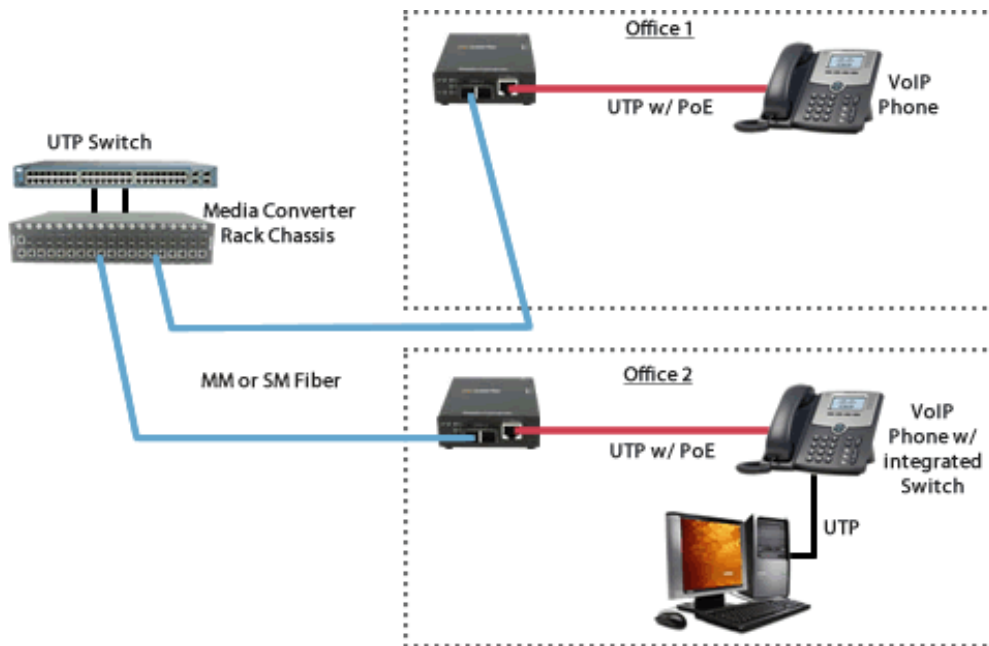 Office 1
UTP w/ PoE
VoIP
Phone
UTP Switch
Media Converter
Rack Chassis
MM or SM Fiber
Office 2
UTP w/ PoE
VoIP
Phone w/
integrated
Switch
UTP